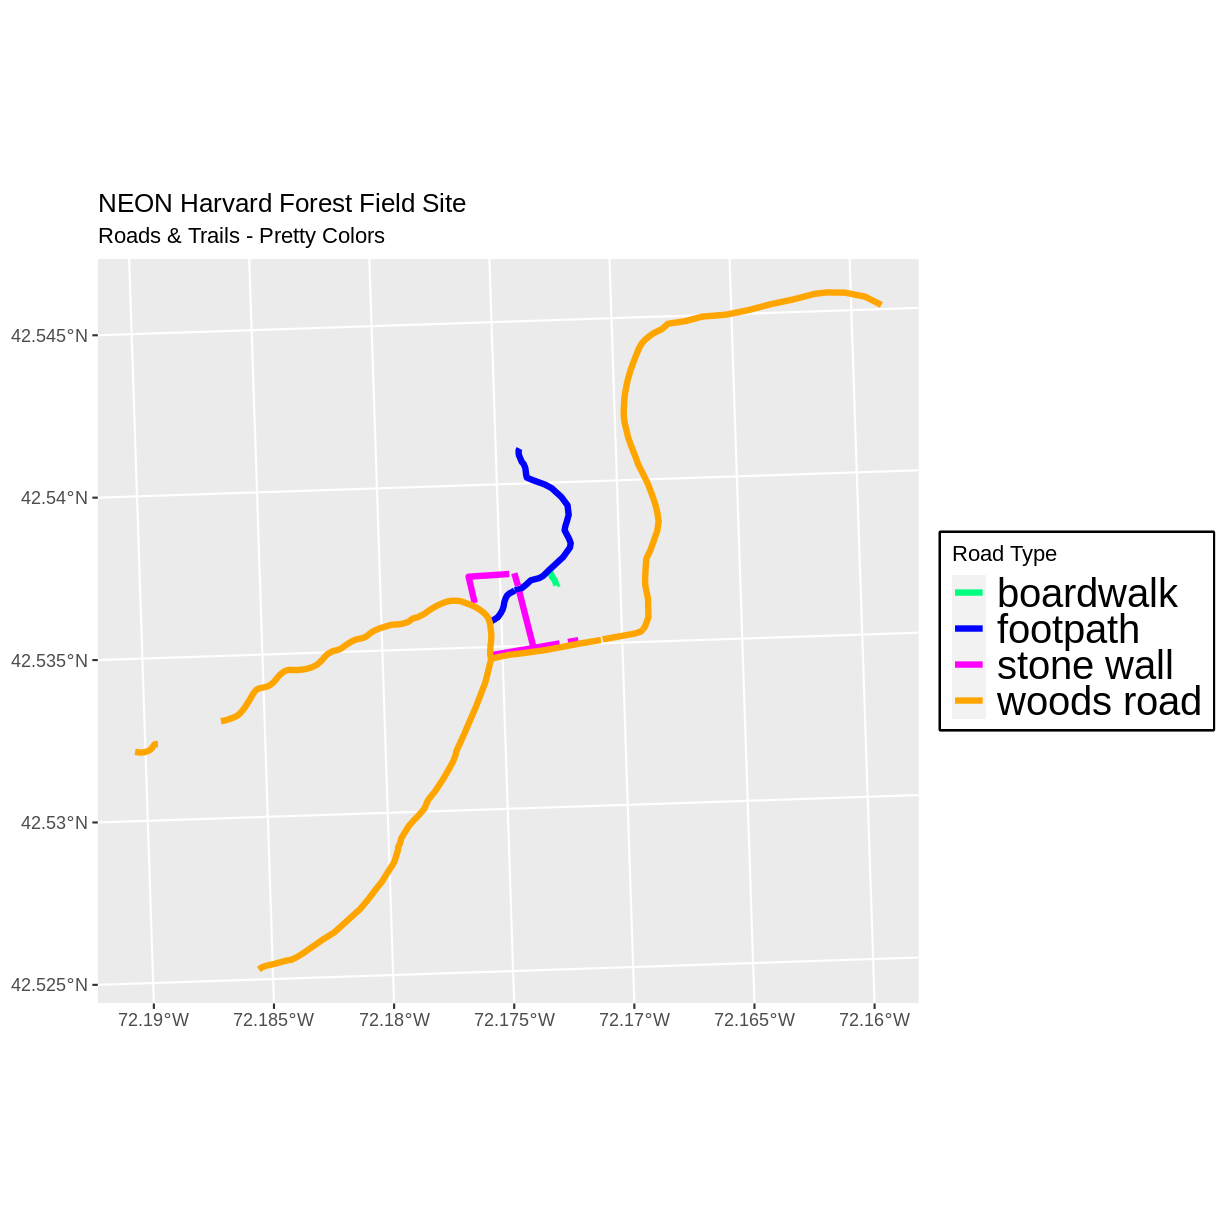 NEON Harvard Forest Field Site
Roads & Trails - Pretty Colors
42.545°N
42.54°N
42.535°N
42.53°N
42.525°N
72.19°W
72.185°W
72.18°W
72.175°W
72.17°W
72.165°W
72.16°W
Road Type
boardwalk
footpath
stone wall
woods road